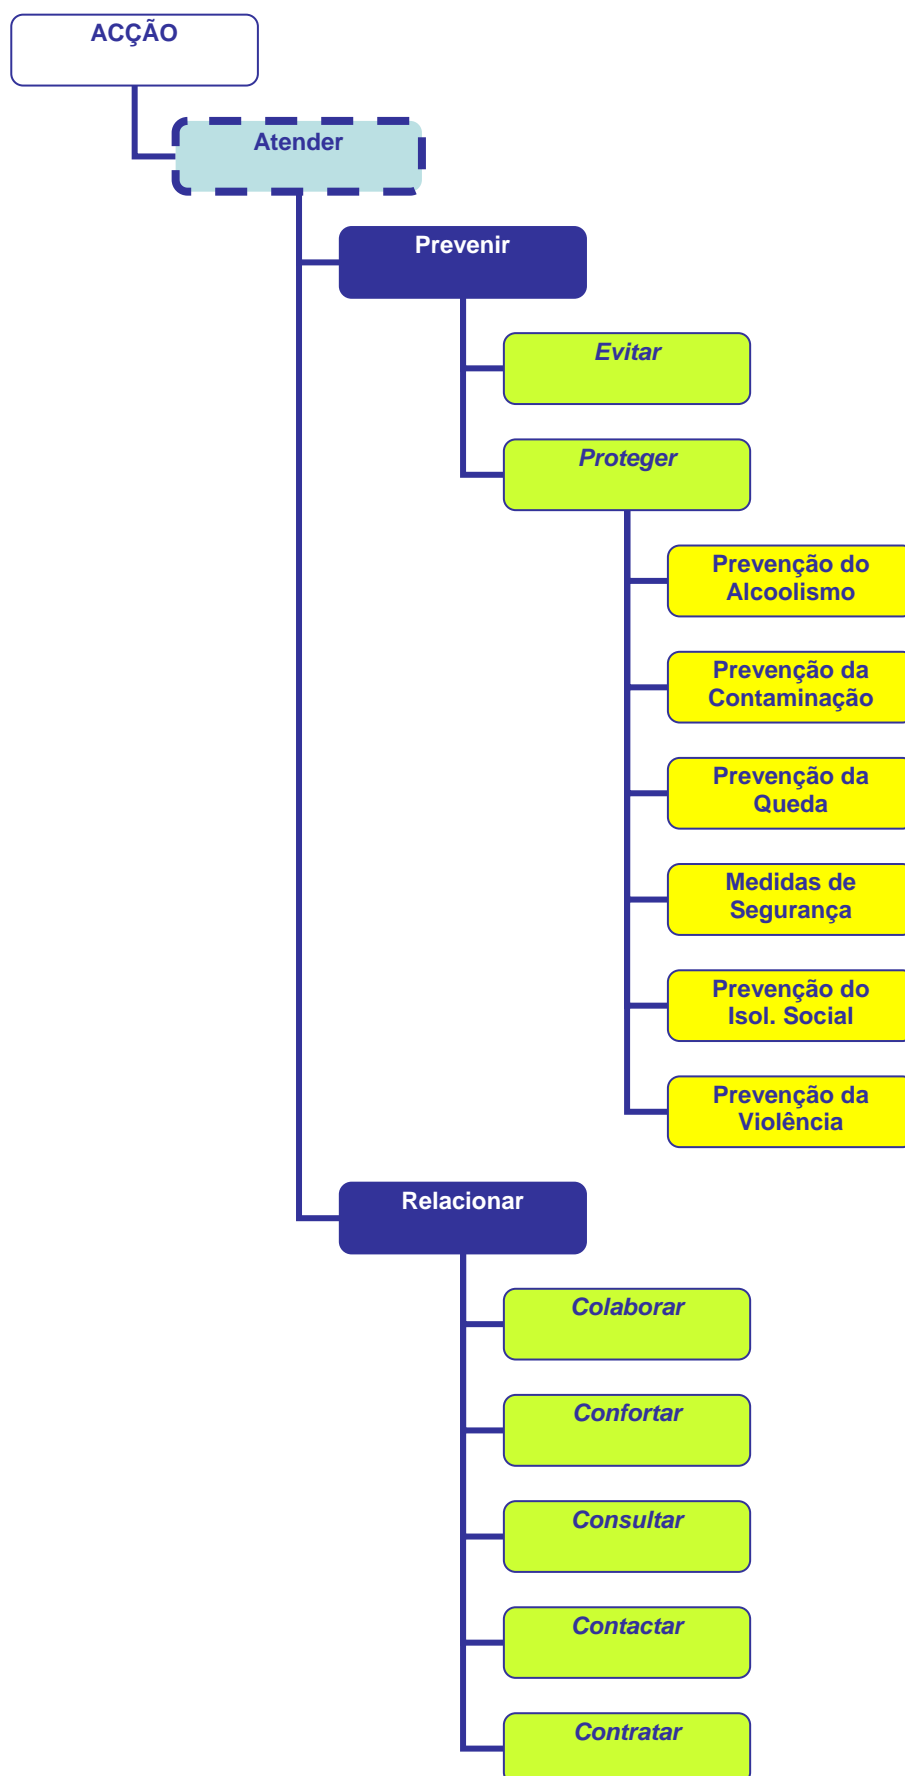 ACÇÃO
Atender
Prevenir
Evitar
Proteger
Prevenção do
Alcoolismo
Prevenção da
Contaminação
Prevenção da
Queda
Medidas de
Segurança
Prevenção do
Isol. Social
Prevenção da
Violência
Relacionar
Colaborar
Confortar
Consultar
Contactar
Contratar